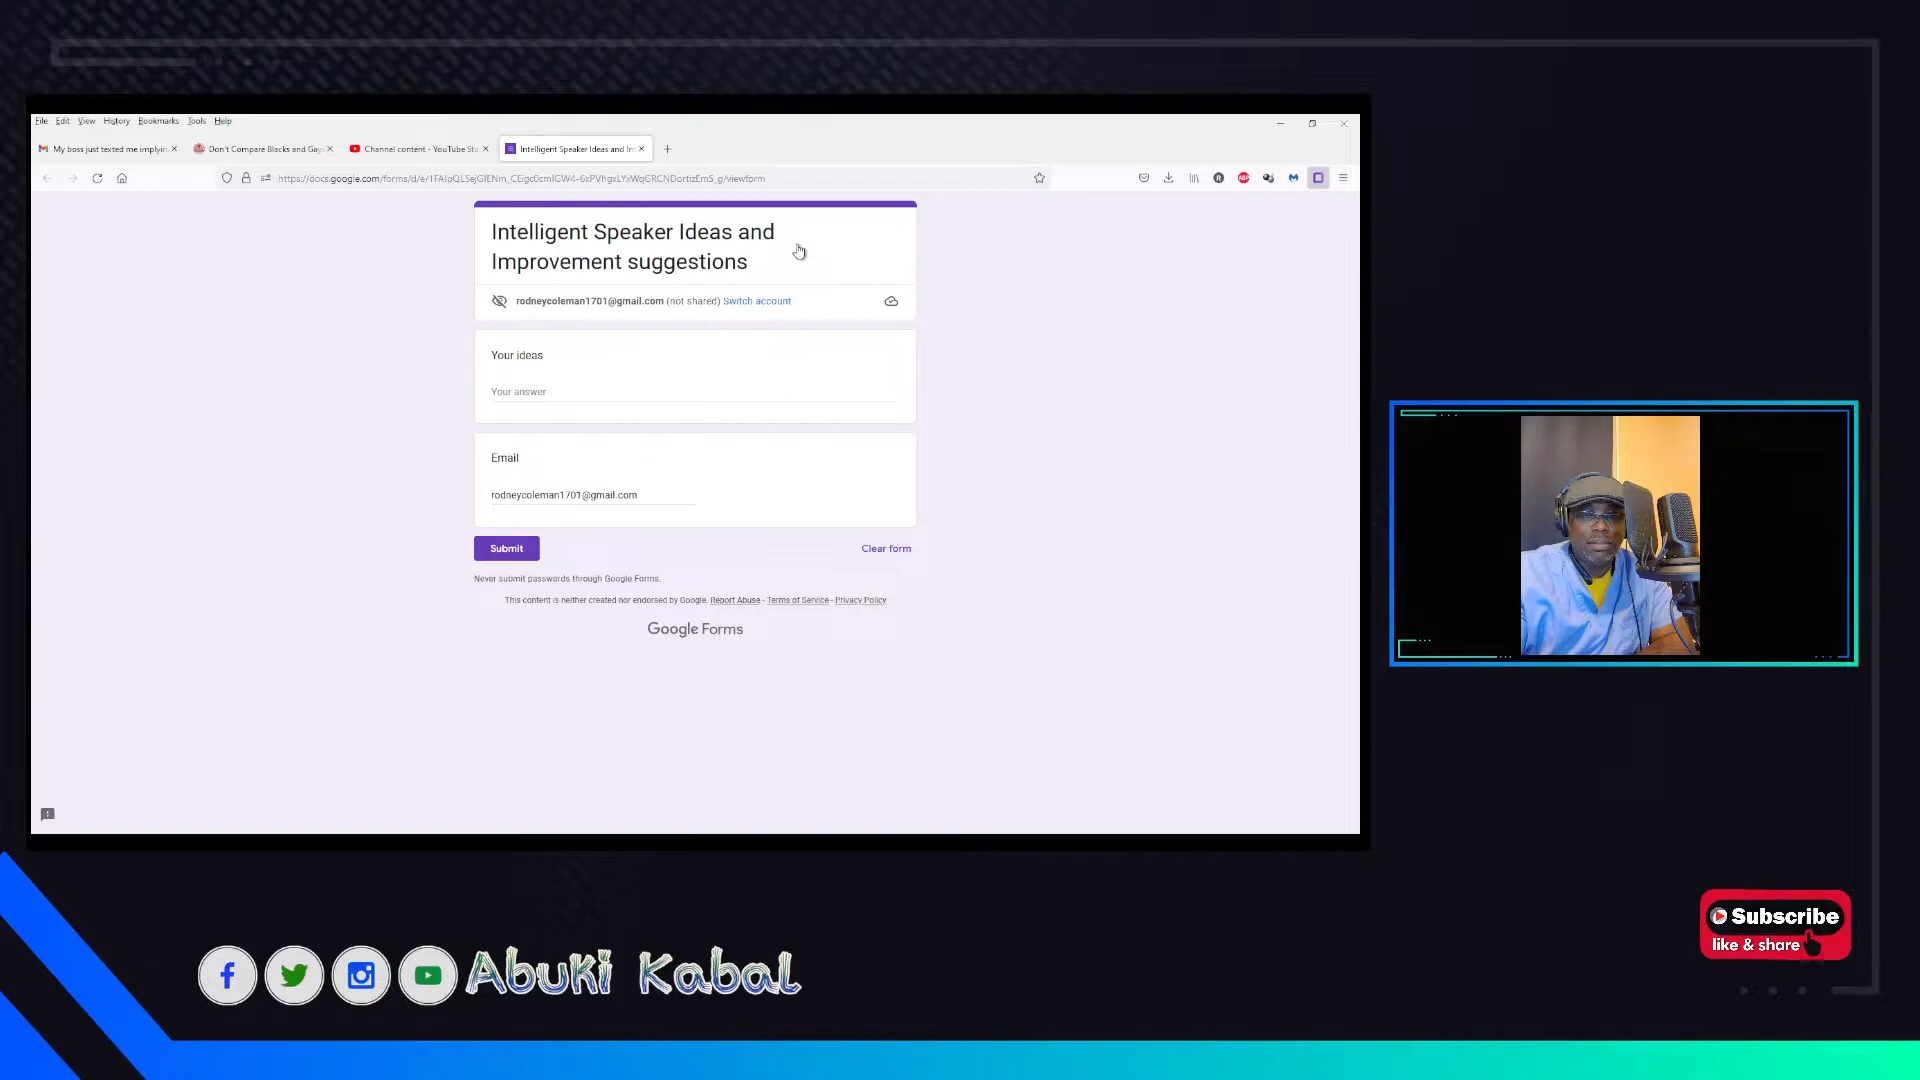 File Edit View History Bookmarks Tools Help
My boss just texted me implyin
Don't Compare Blacks and Gay
Channel content - YouTube Stu
Intelligent Speaker Ideas and Im
Intelligent Speaker Ideas and
Improvement suggestions
rodneycoleman1701@gmail.com (not shared) Switch account
Your ideas
Your answer
Email
rodneycoleman1701@gmail.com
Submit
Clear form
Never submit passwords through Google Forms.
This content is neither created nor endorsed by Google. Report Abuse - Terms of Service - Privacy Policy
Google Forms
Subscribe
like & share
Abuki Kabal